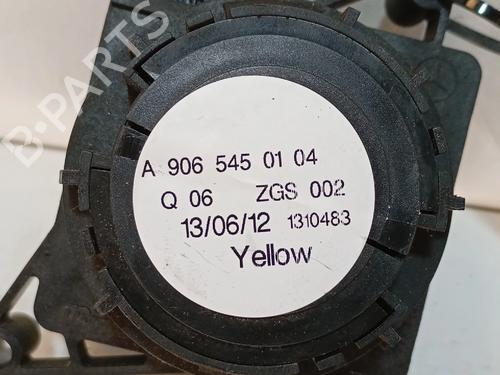 B-PARTS
A 906 545 01 04
Q 06 ZGS 002
13/06/12 1310483
Yellow